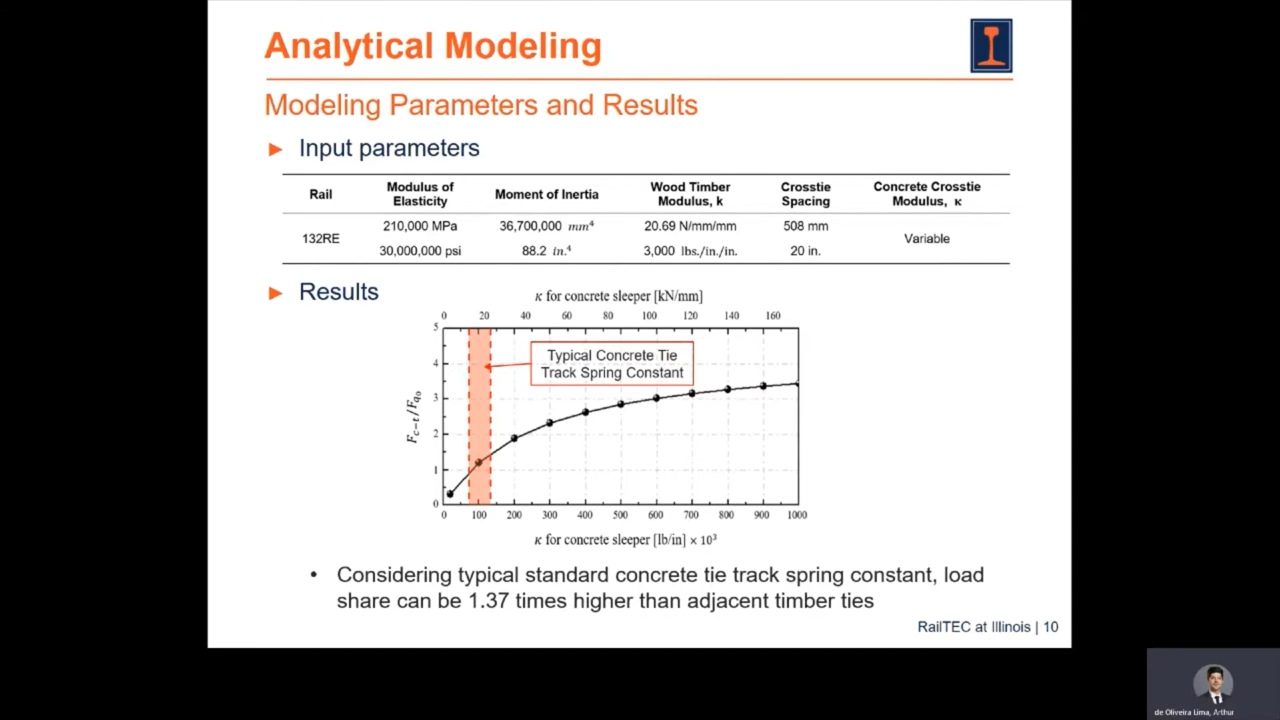 Analytical Modeling
Modeling Parameters and Results
► Input parameters
Rail
Modulus of
Elasticity
Moment of Inertia
Wood Timber
Modulus, k
Crosstie
Spacing
Concrete Crosstie
Modulus, κ
132RE
210,000 MPa
36,700,000 mm⁴
20.69 N/mm/mm
508 mm
Variable
30,000,000 psi
88.2 in.⁴
3,000 lbs./in./in.
20 in.
► Results
κ for concrete sleeper [kN/mm]
0 20 40 60 80 100 120 140 160
5
4
3
2
1
0
F_{c-t}/F_{q_0}
Typical Concrete Tie
Track Spring Constant
0 100 200 300 400 500 600 700 800 900 1000
κ for concrete sleeper [lb/in] × 10³
• Considering typical standard concrete tie track spring constant, load
share can be 1.37 times higher than adjacent timber ties
RailTEC at Illinois | 10
de Oliveira Lima, Arthur